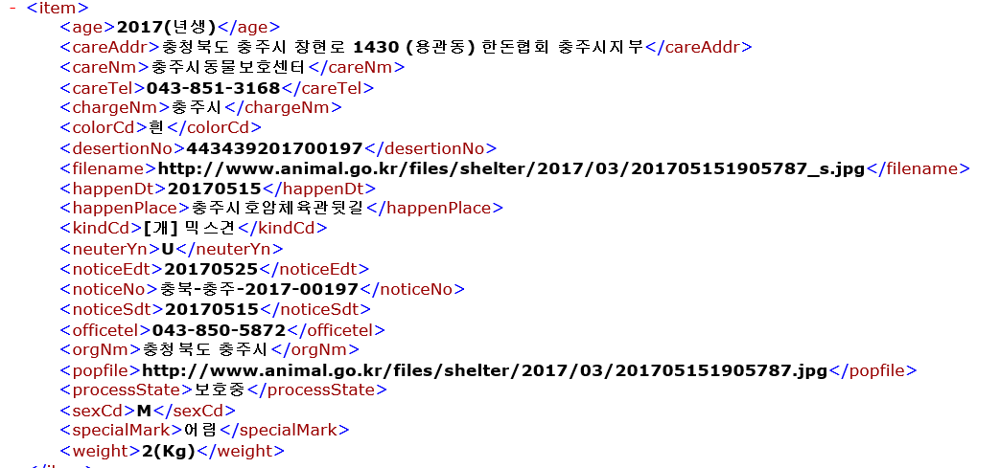 - <item>
<age>2017(년생)</age>
<careAddr>충청북도 충주시 창현로 1430 (용관동) 한돈협회 충주시지부</careAddr>
<careNm>충주시동물보호센터</careNm>
<careTel>043-851-3168</careTel>
<chargeNm>충주시</chargeNm>
<colorCd>흰</colorCd>
<desertionNo>443439201700197</desertionNo>
<filename>http://www.animal.go.kr/files/shelter/2017/03/201705151905787_s.jpg</filename>
<happenDt>20170515</happenDt>
<happenPlace>충주시호암체육관뒷길</happenPlace>
<kindCd>[개] 믹스견</kindCd>
<neuterYn>U</neuterYn>
<noticeEdt>20170525</noticeEdt>
<noticeNo>충북-충주-2017-00197</noticeNo>
<noticeSdt>20170515</noticeSdt>
<officetel>043-850-5872</officetel>
<orgNm>충청북도 충주시</orgNm>
<popfile>http://www.animal.go.kr/files/shelter/2017/03/201705151905787.jpg</popfile>
<processState>보호중</processState>
<sexCd>M</sexCd>
<specialMark>어림</specialMark>
<weight>2(Kg)</weight>